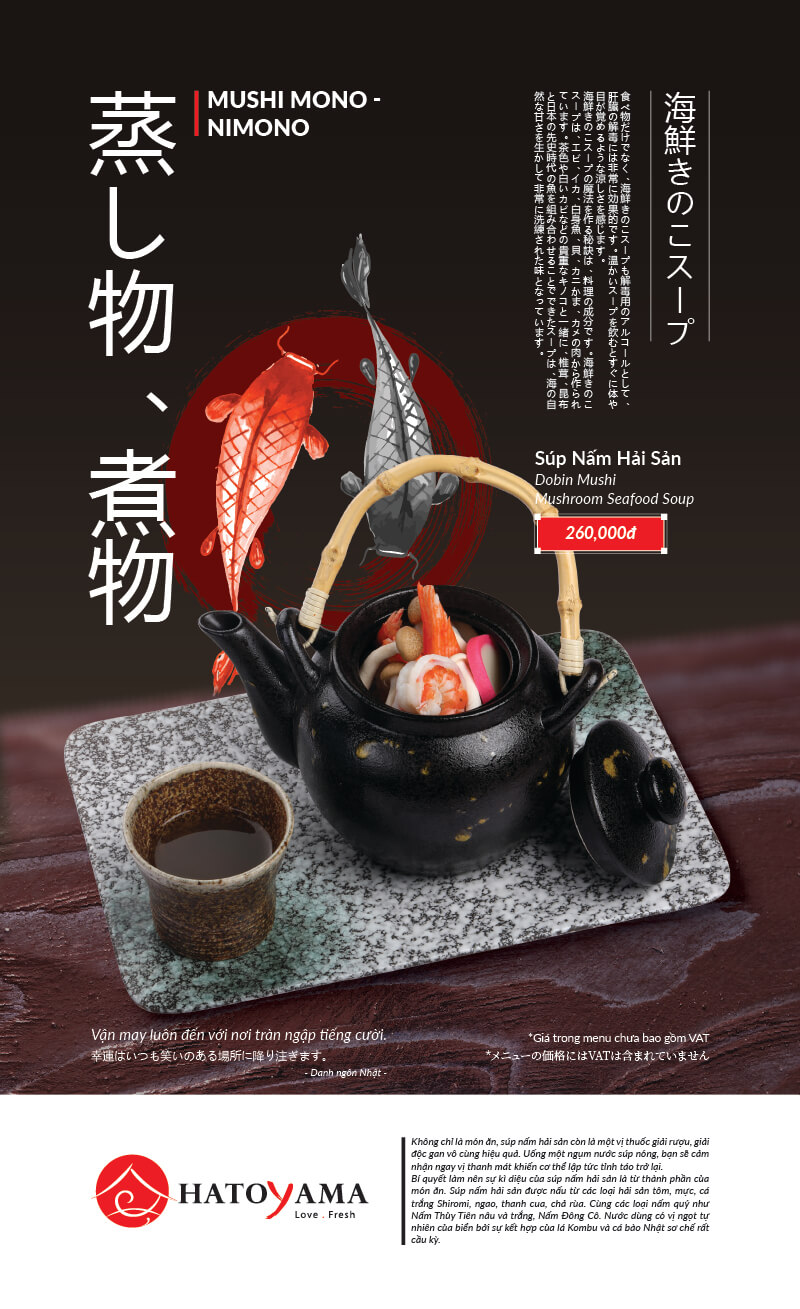 蒸し物、煮物
MUSHI MONO -
NIMONO
海鮮きのこスープ
食べ物だけでなく、海鮮きのこスープも解毒用のアルコールとして、
肝臓の解毒には非常に効果的です。温かいスープを飲むとすぐに体や
目が覚めるような涼しさを感じます。
海鮮きのこスープの魔法を作る秘訣は、料理の成分です。海鮮きのこ
スープは、エビ、イカ、白身魚、貝、カニかま、カメの肉から作られ
ています。茶色や白いカビなどの貴重なキノコと一緒に、椎茸、昆布
と日本の先史時代の魚を組み合わせることでできたスープは、海の自
然な甘さを生かして非常に洗練された味となっています。
Súp Nấm Hải Sản
Dobin Mushi
Mushroom Seafood Soup
260,000đ
Vận may luôn đến với nơi tràn ngập tiếng cười.
幸運はいつも笑いのある場所に降り注ぎます。
- Danh ngôn Nhật -
*Giá trong menu chưa bao gồm VAT
*メニューの価格にはVATは含まれていません
HATOYAMA
Love . Fresh
Không chỉ là món ăn, súp nấm hải sản còn là một vị thuốc giải rượu, giải
độc gan vô cùng hiệu quả. Uống một ngụm nước súp nóng, bạn sẽ cảm
nhận ngay vị thanh mát khiến cơ thể lập tức tỉnh táo trở lại.
Bí quyết làm nên sự kì diệu của súp nấm hải sản là từ thành phần của
món ăn. Súp nấm hải sản được nấu từ các loại hải sản tôm, mực, cá
trắng Shiromi, ngao, thanh cua, chả rùa. Cùng các loại nấm quý như
Nấm Thủy Tiên nâu và trắng, Nấm Đông Cô. Nước dùng có vị ngọt tự
nhiên của biển bởi sự kết hợp của lá Kombu và cá bào Nhật sơ chế rất
cầu kỳ.